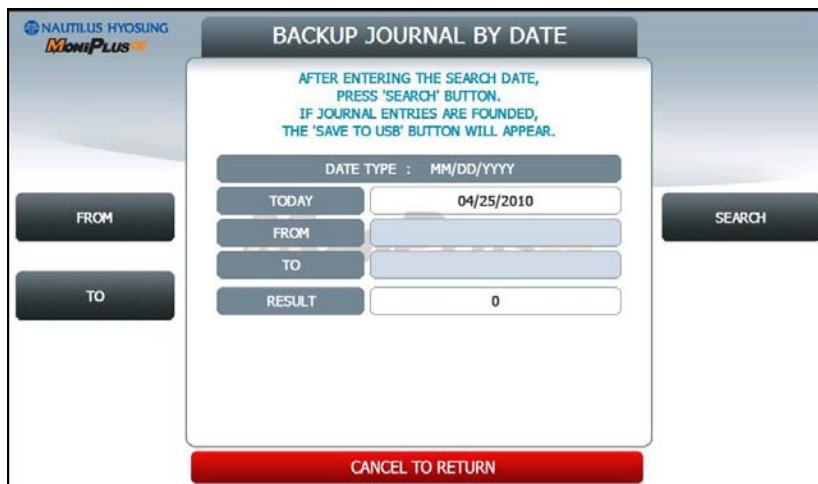 NAUTILUS HYOSUNG
MoniPlus
BACKUP JOURNAL BY DATE
AFTER ENTERING THE SEARCH DATE,
PRESS 'SEARCH' BUTTON.
IF JOURNAL ENTRIES ARE FOUNDED,
THE 'SAVE TO USB' BUTTON WILL APPEAR.
DATE TYPE : MM/DD/YYYY
TODAY 04/25/2010
FROM
TO
RESULT 0
FROM
TO
SEARCH
CANCEL TO RETURN